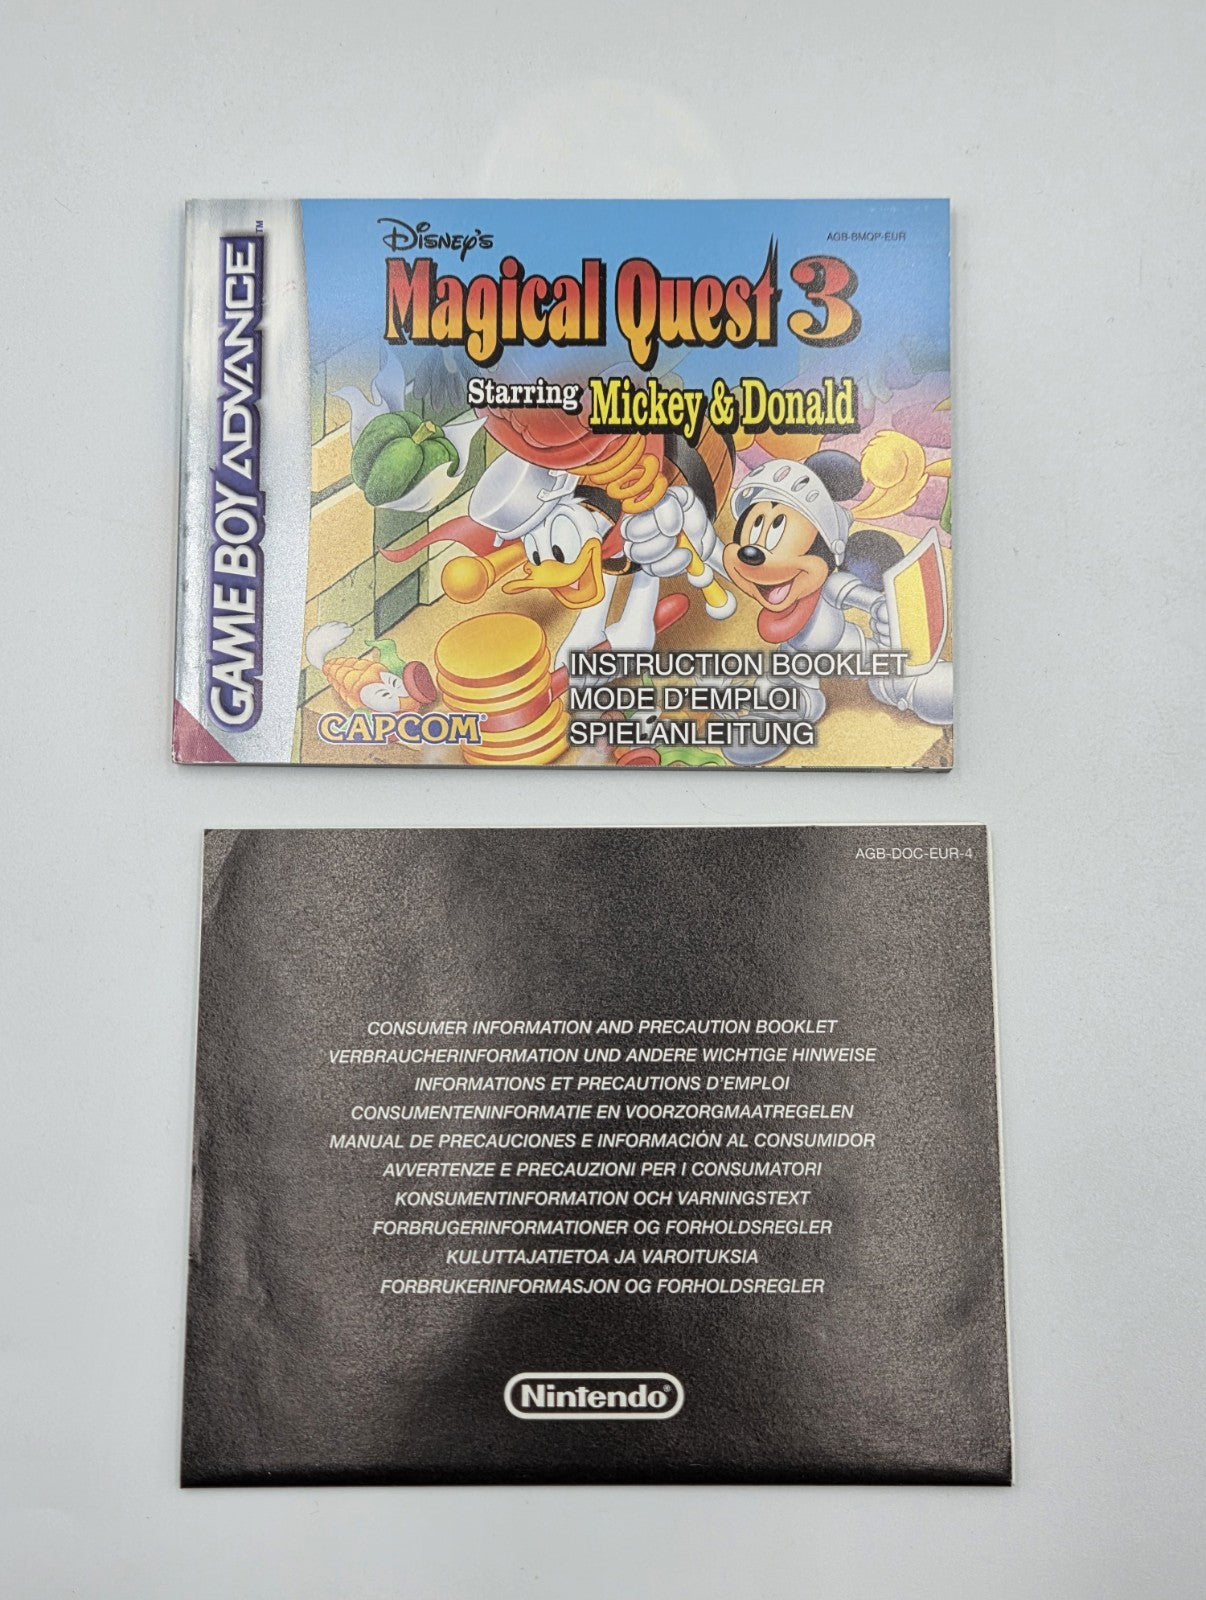 GAME BOY ADVANCE™
AGB-BMQP-EUR
DISNEY'S
Magical Quest 3
Starring Mickey & Donald
INSTRUCTION BOOKLET
MODE D'EMPLOI
SPIELANLEITUNG
CAPCOM®
AGB-DOC-EUR-4
CONSUMER INFORMATION AND PRECAUTION BOOKLET
VERBRAUCHERINFORMATION UND ANDERE WICHTIGE HINWEISE
INFORMATIONS ET PRECAUTIONS D'EMPLOI
CONSUMENTENINFORMATIE EN VOORZORGMAATREGELEN
MANUAL DE PRECAUCIONES E INFORMACIÓN AL CONSUMIDOR
AVVERTENZE E PRECAUZIONI PER I CONSUMATORI
KONSUMENTINFORMATION OCH VARNINGSTEXT
FORBRUGERINFORMATIONER OG FORHOLDSREGLER
KULUTTAJATIETOA JA VAROITUKSIA
FORBRUKERINFORMASJON OG FORHOLDSREGLER
Nintendo®